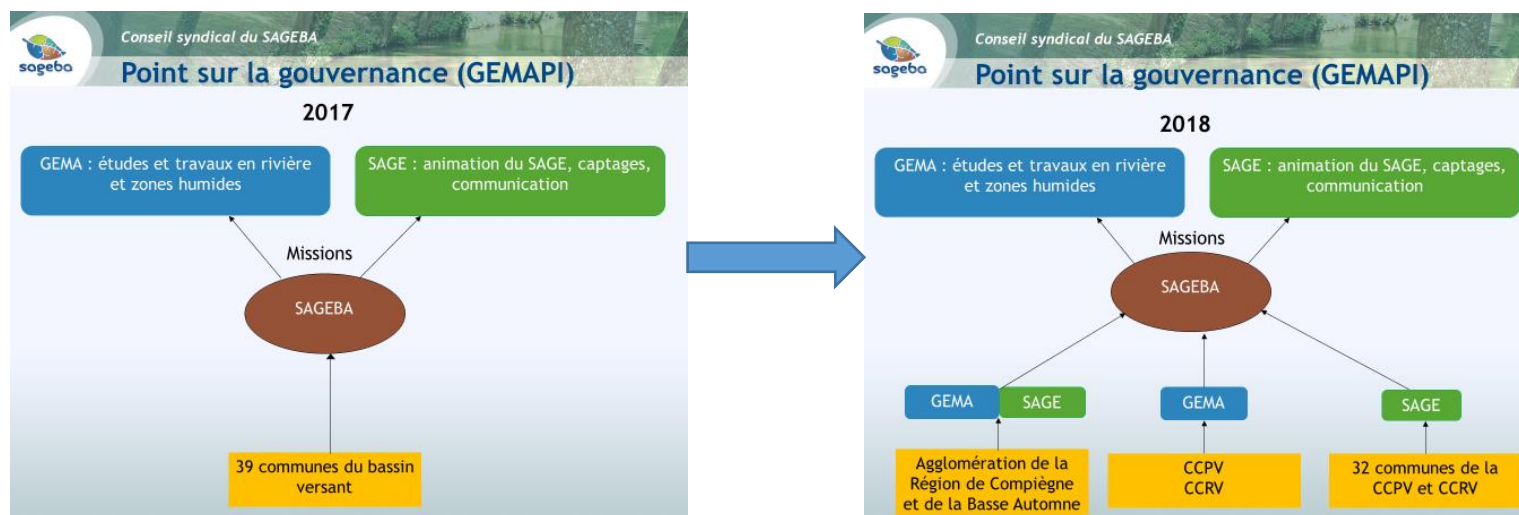 Conseil syndical du SAGEBA
sageba
Point sur la gouvernance (GEMAPI)
2017
GEMA : études et travaux en rivière
et zones humides
SAGE : animation du SAGE, captages,
communication
Missions
SAGEBA
39 communes du bassin
versant
Conseil syndical du SAGEBA
sageba
Point sur la gouvernance (GEMAPI)
2018
GEMA : études et travaux en rivière
et zones humides
SAGE : animation du SAGE, captages,
communication
Missions
SAGEBA
GEMA
SAGE
GEMA
SAGE
Agglomération de la
Région de Compiègne
et de la Basse Automne
CCPV
CCRV
32 communes de la
CCPV et CCRV